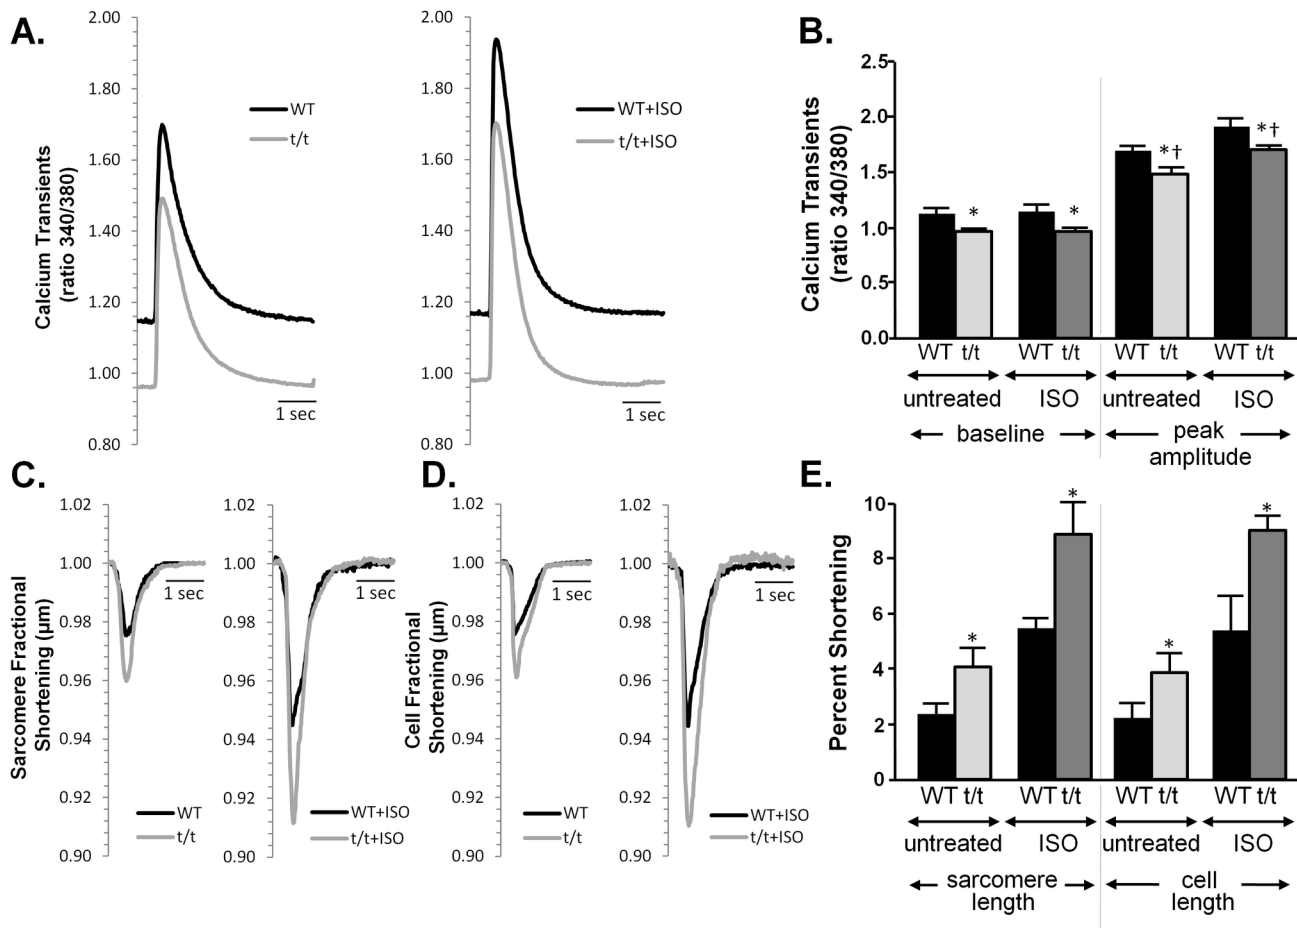 A.
Calcium Transients
(ratio 340/380)
2.00
1.80
1.60
1.40
1.20
1.00
0.80
WT
t/t
1 sec
2.00
1.80
1.60
1.40
1.20
1.00
0.80
WT+ISO
t/t+ISO
1 sec
B.
Calcium Transients
(ratio 340/380)
2.5
2.0
1.5
1.0
0.5
0.0
*
*
*†
*†
WT t/t
WT t/t
WT t/t
WT t/t
untreated
ISO
untreated
ISO
baseline
peak
amplitude
C.
Sarcomere Fractional
Shortening (µm)
1.02
1.00
0.98
0.96
0.94
0.92
0.90
1 sec
WT
t/t
1.02
1.00
0.98
0.96
0.94
0.92
0.90
1 sec
WT+ISO
t/t+ISO
D.
Cell Fractional
Shortening (µm)
1.02
1.00
0.98
0.96
0.94
0.92
0.90
1 sec
WT
t/t
1.02
1.00
0.98
0.96
0.94
0.92
0.90
1 sec
WT+ISO
t/t+ISO
E.
Percent Shortening
10
8
6
4
2
0
*
*
*
*
WT t/t
WT t/t
WT t/t
WT t/t
untreated
ISO
untreated
ISO
sarcomere
length
cell
length